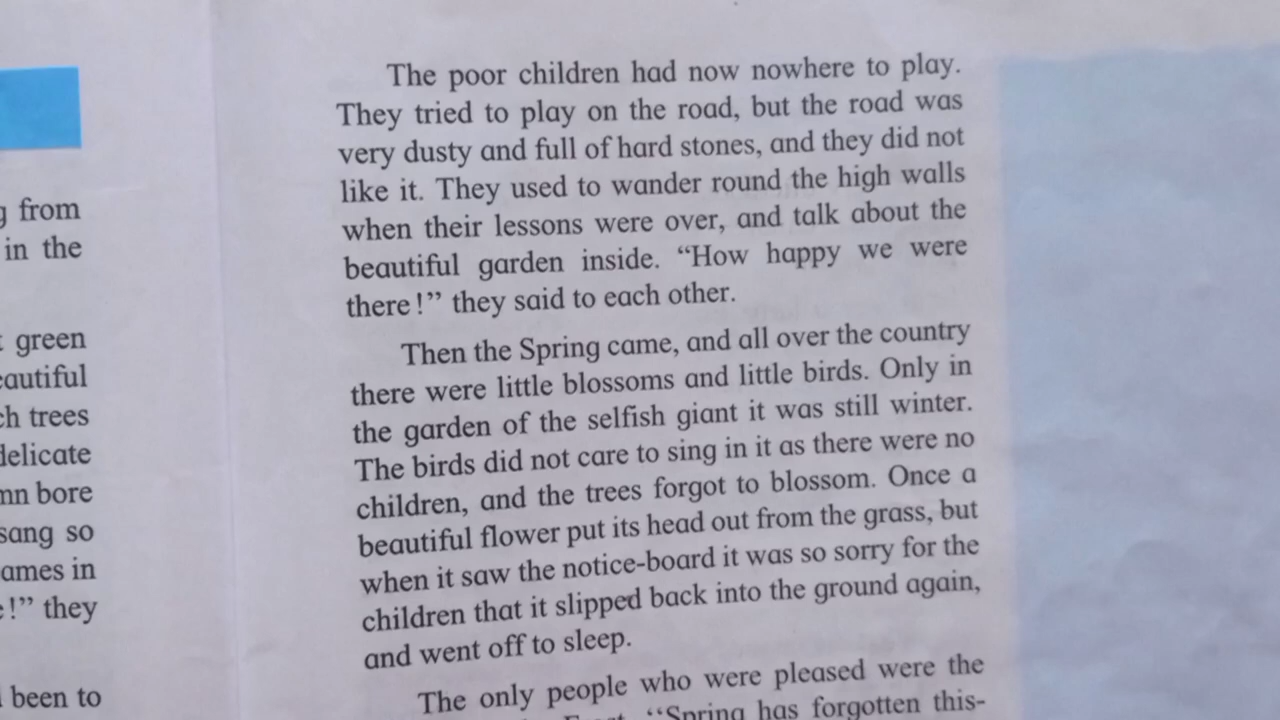 from
in the
green
ch trees
bore
sang so
in
!” they
been to
The poor children had now nowhere to play.
They tried to play on the road, but the road was
very dusty and full of hard stones, and they did not
like it. They used to wander round the high walls
when their lessons were over, and talk about the
beautiful garden inside. “How happy we were
there!” they said to each other.
Then the Spring came, and all over the country
there were little blossoms and little birds. Only in
the garden of the selfish giant it was still winter.
The birds did not care to sing in it as there were no
children, and the trees forgot to blossom. Once a
beautiful flower put its head out from the grass, but
when it saw the notice-board it was so sorry for the
children that it slipped back into the ground again,
and went off to sleep.
The only people who were pleased were the
“Spring has forgotten this-